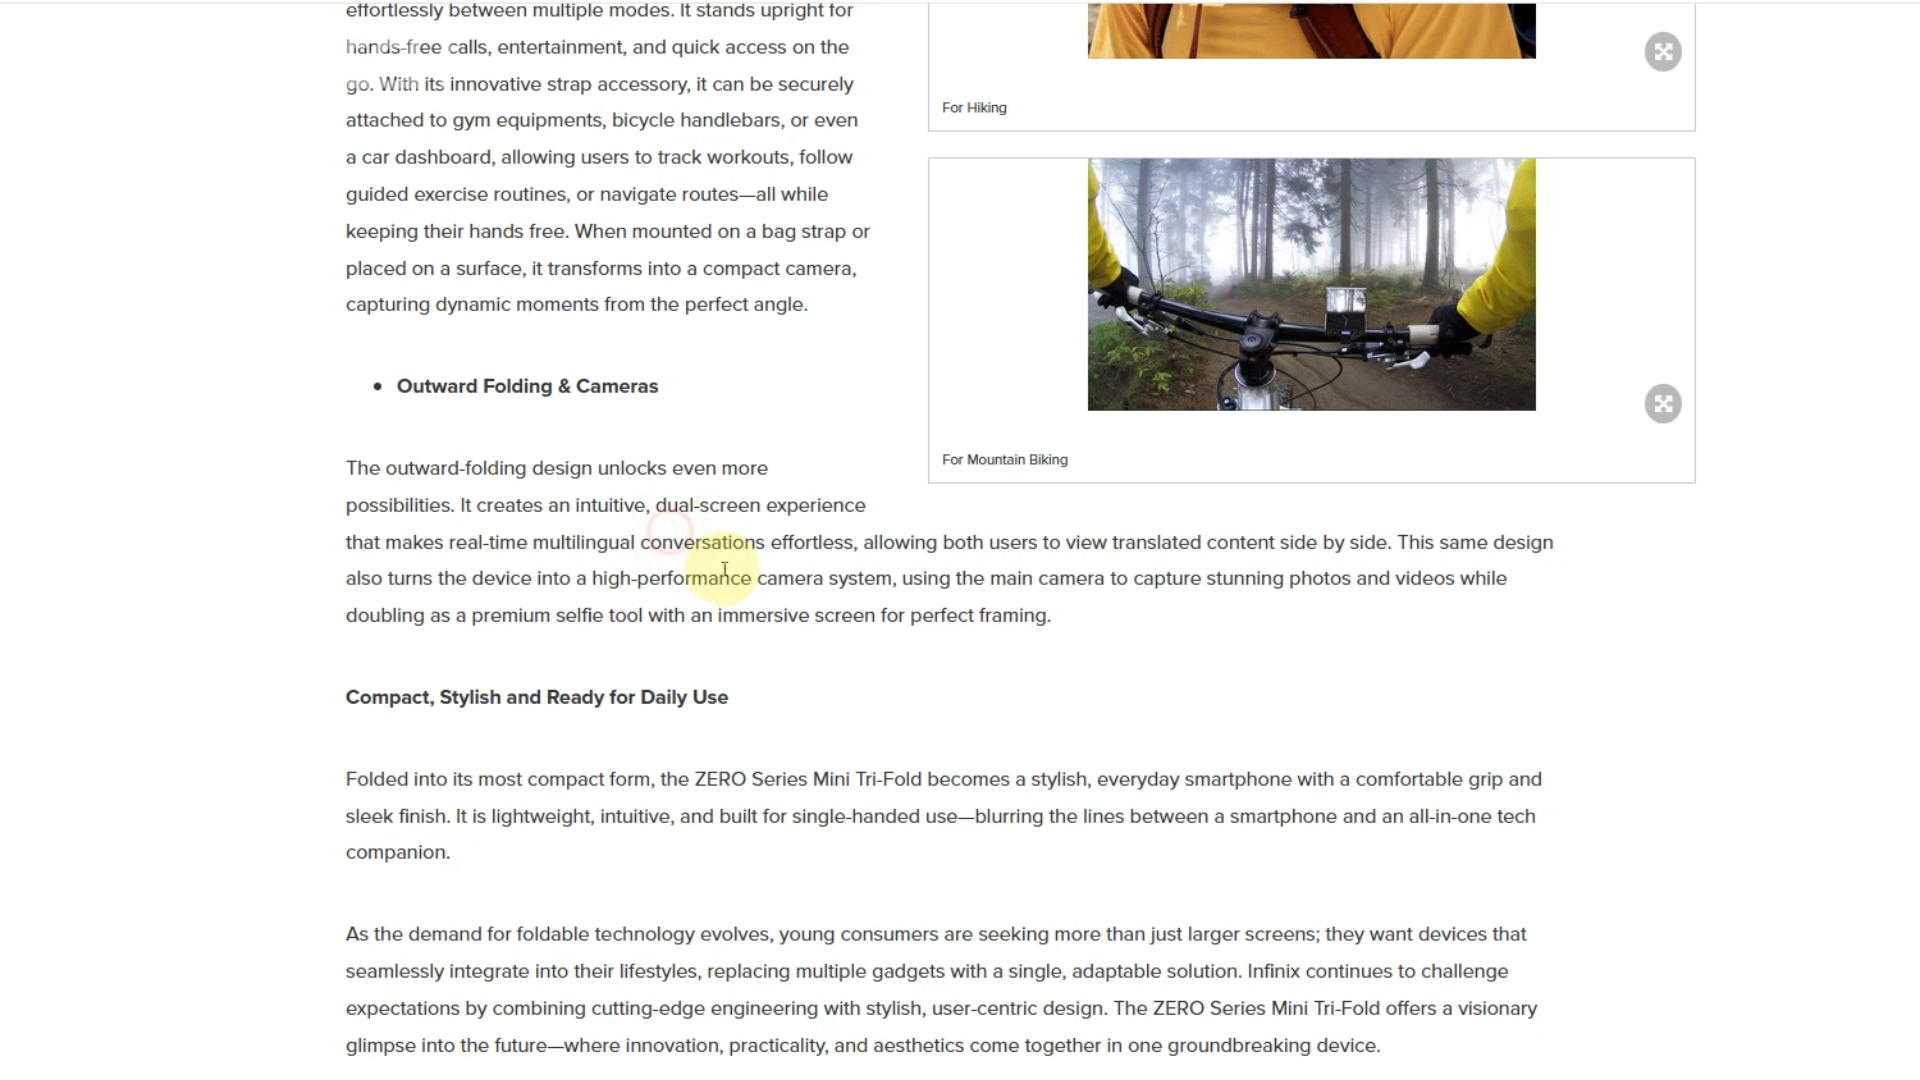 effortlessly between multiple modes. It stands upright for
hands-free calls, entertainment, and quick access on the
go. With its innovative strap accessory, it can be securely
attached to gym equipments, bicycle handlebars, or even
a car dashboard, allowing users to track workouts, follow
guided exercise routines, or navigate routes—all while
keeping their hands free. When mounted on a bag strap or
placed on a surface, it transforms into a compact camera,
capturing dynamic moments from the perfect angle.
For Hiking
For Mountain Biking
• Outward Folding & Cameras
The outward-folding design unlocks even more
possibilities. It creates an intuitive, dual-screen experience
that makes real-time multilingual conversations effortless, allowing both users to view translated content side by side. This same design
also turns the device into a high-performance camera system, using the main camera to capture stunning photos and videos while
doubling as a premium selfie tool with an immersive screen for perfect framing.
Compact, Stylish and Ready for Daily Use
Folded into its most compact form, the ZERO Series Mini Tri-Fold becomes a stylish, everyday smartphone with a comfortable grip and
sleek finish. It is lightweight, intuitive, and built for single-handed use—blurring the lines between a smartphone and an all-in-one tech
companion.
As the demand for foldable technology evolves, young consumers are seeking more than just larger screens; they want devices that
seamlessly integrate into their lifestyles, replacing multiple gadgets with a single, adaptable solution. Infinix continues to challenge
expectations by combining cutting-edge engineering with stylish, user-centric design. The ZERO Series Mini Tri-Fold offers a visionary
glimpse into the future—where innovation, practicality, and aesthetics come together in one groundbreaking device.